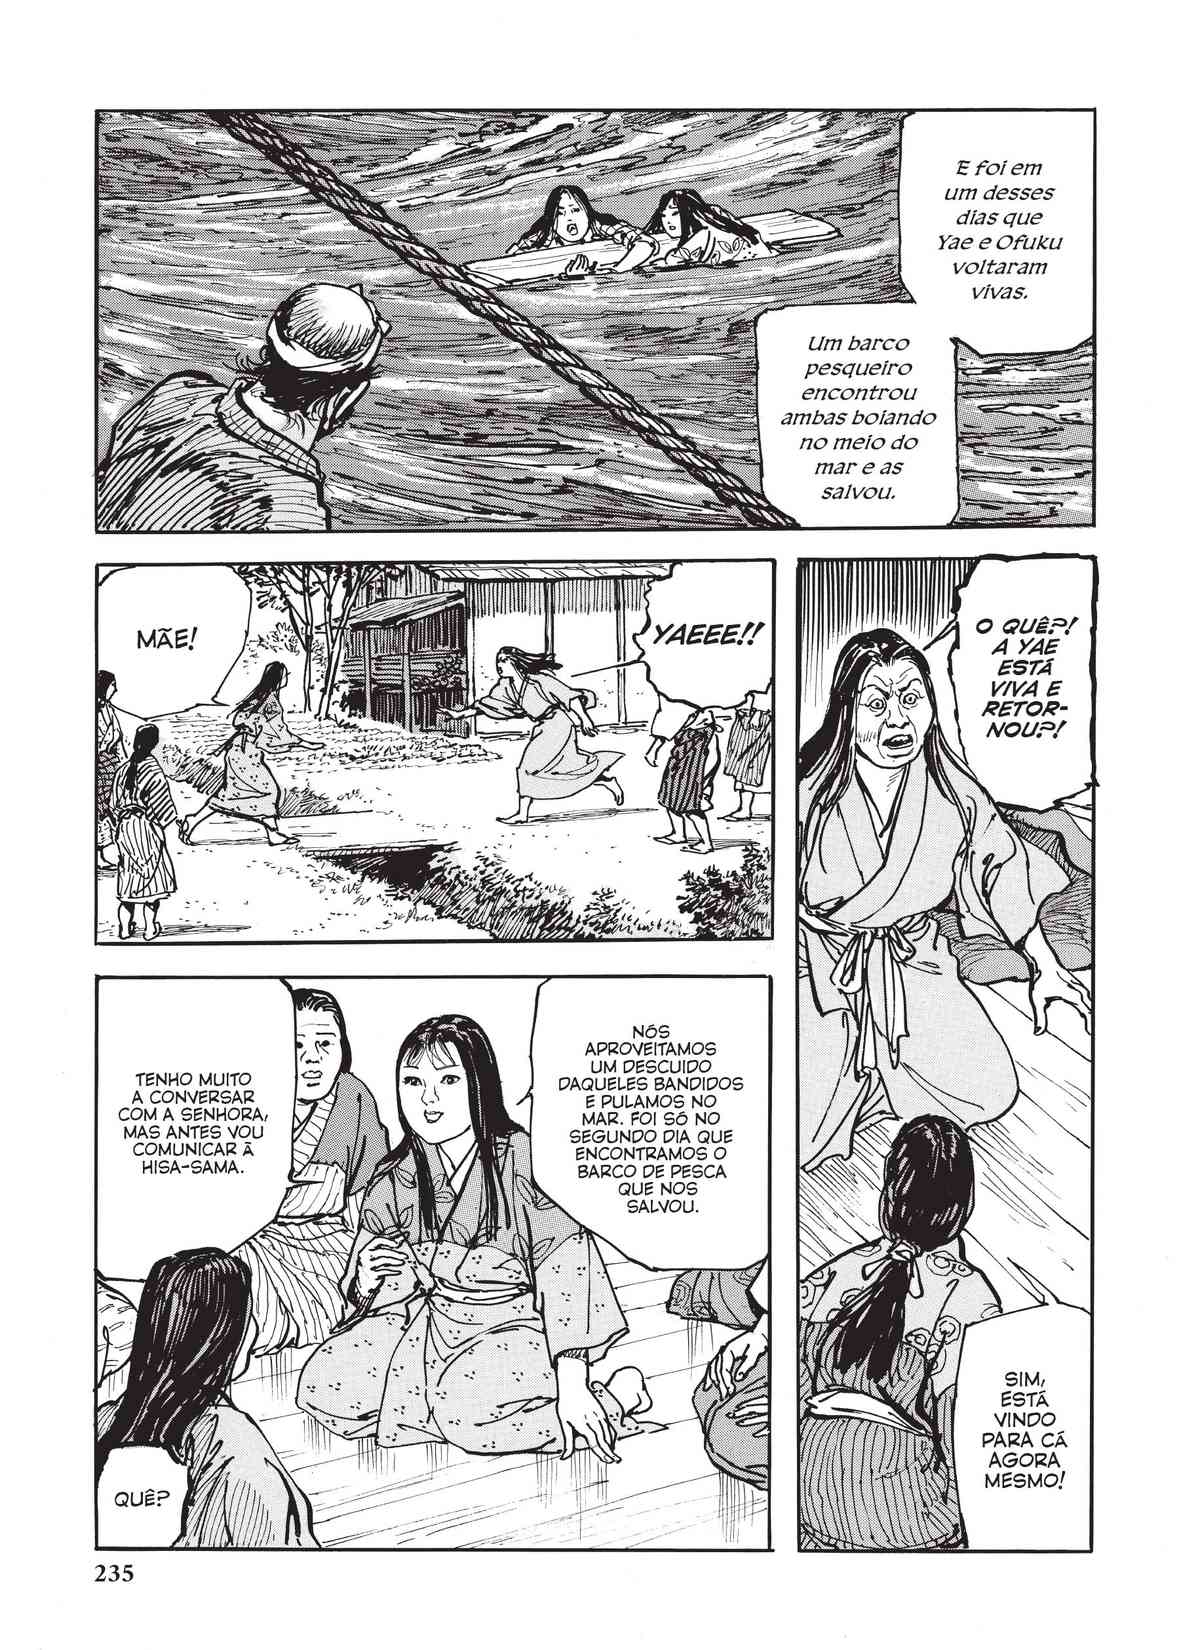 E foi em
um desses
dias que
Yae e Ofuku
voltaram
vivas.
Um barco
pesqueiro
encontrou
ambas boiando
no meio do
mar e as
salvou.
O QUÊ?!
A YAE
ESTÁ
VIVA E
RETOR-
NOU?!
SIM,
ESTÁ
VINDO
PARA CÁ
AGORA
MESMO!
YAEEE!!
MÃE!
NÓS
APROVEITAMOS
UM DESCUIDO
DAQUELES BANDIDOS
E PULAMOS NO
MAR. FOI SÓ NO
SEGUNDO DIA QUE
ENCONTRAMOS O
BARCO DE PESCA
QUE NOS
SALVOU.
TENHO MUITO
A CONVERSAR
COM A SENHORA,
MAS ANTES VOU
COMUNICAR À
HISA-SAMA.
QUÊ?
235